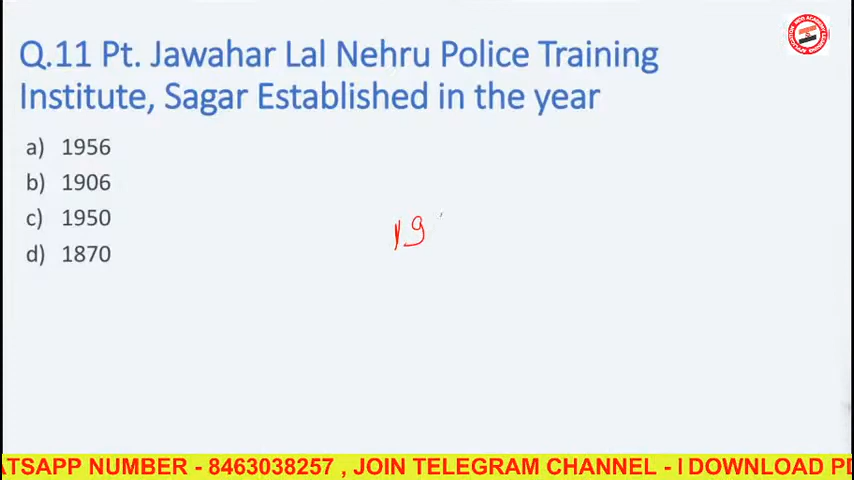 Q.11 Pt. Jawahar Lal Nehru Police Training
Institute, Sagar Established in the year
a) 1956
b) 1906
c) 1950
d) 1870
19
ATSAPP NUMBER - 8463038257 , JOIN TELEGRAM CHANNEL - I DOWNLOAD PD